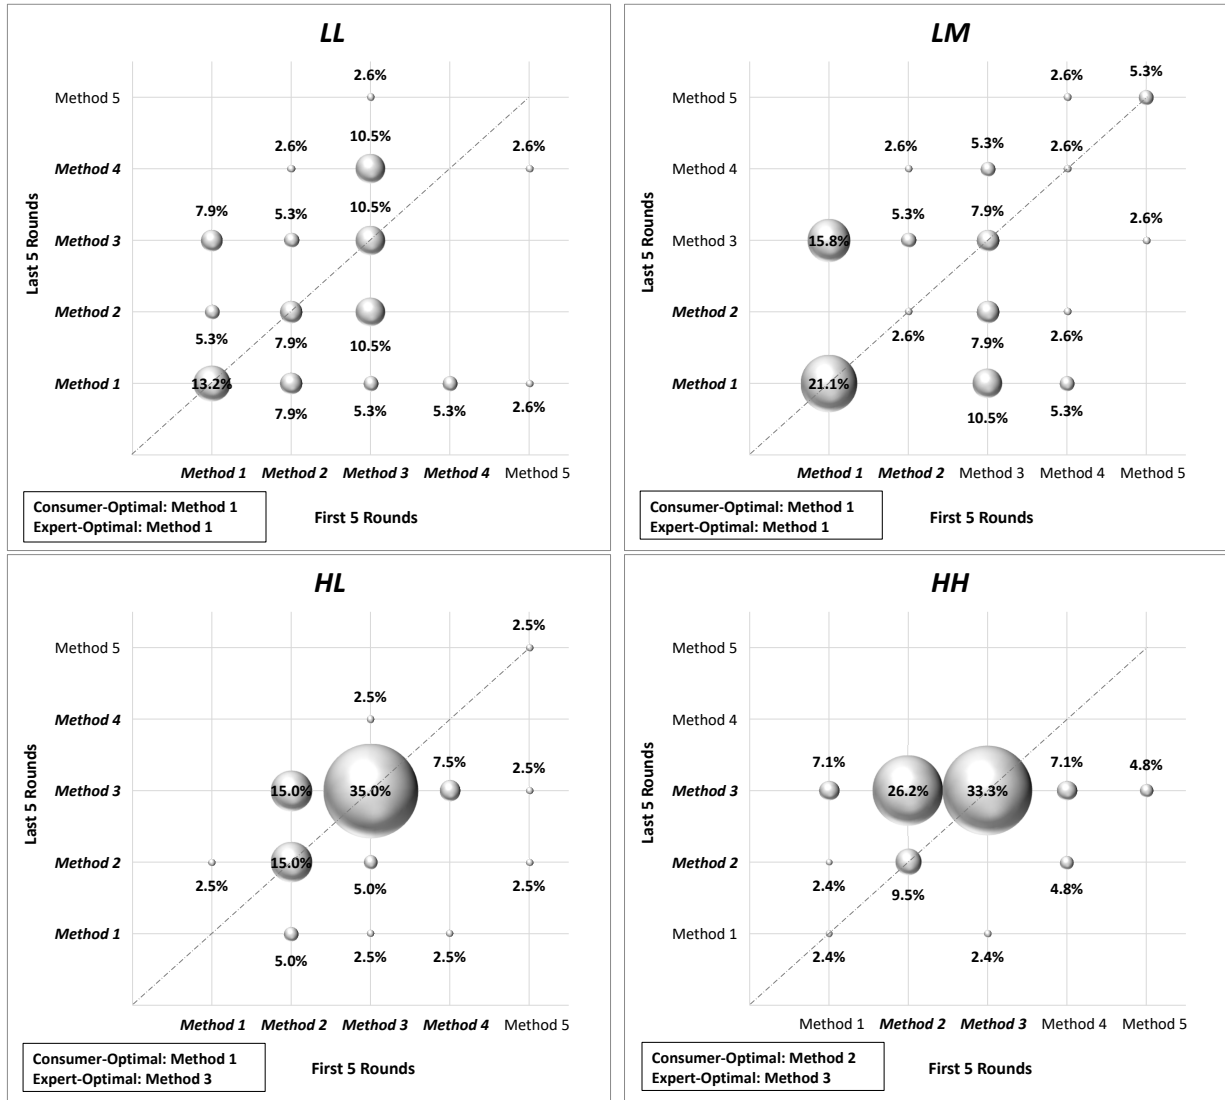 LL
2.6%
Method 5
10.5%
2.6%
2.6%
Method 4
7.9%
5.3%
10.5%
Method 3
Method 2
5.3%
7.9%
10.5%
Method 1
13.2%
7.9%
5.3%
5.3%
2.6%
Last 5 Rounds
Method 1
Method 2
Method 3
Method 4
Method 5
First 5 Rounds
Consumer-Optimal: Method 1
Expert-Optimal: Method 1
LM
2.6%
5.3%
Method 5
2.6%
5.3%
2.6%
Method 4
5.3%
7.9%
2.6%
Method 3
15.8%
Method 2
2.6%
7.9%
2.6%
Method 1
21.1%
10.5%
5.3%
Last 5 Rounds
Method 1
Method 2
Method 3
Method 4
Method 5
First 5 Rounds
Consumer-Optimal: Method 1
Expert-Optimal: Method 1
HL
2.5%
Method 5
2.5%
Method 4
7.5%
2.5%
Method 3
15.0%
35.0%
Method 2
15.0%
2.5%
5.0%
2.5%
Method 1
5.0%
2.5%
2.5%
Last 5 Rounds
Method 1
Method 2
Method 3
Method 4
Method 5
First 5 Rounds
Consumer-Optimal: Method 1
Expert-Optimal: Method 3
HH
Method 5
Method 4
7.1%
7.1%
4.8%
Method 3
26.2%
33.3%
Method 2
2.4%
9.5%
4.8%
Method 1
2.4%
2.4%
Last 5 Rounds
Method 1
Method 2
Method 3
Method 4
Method 5
First 5 Rounds
Consumer-Optimal: Method 2
Expert-Optimal: Method 3